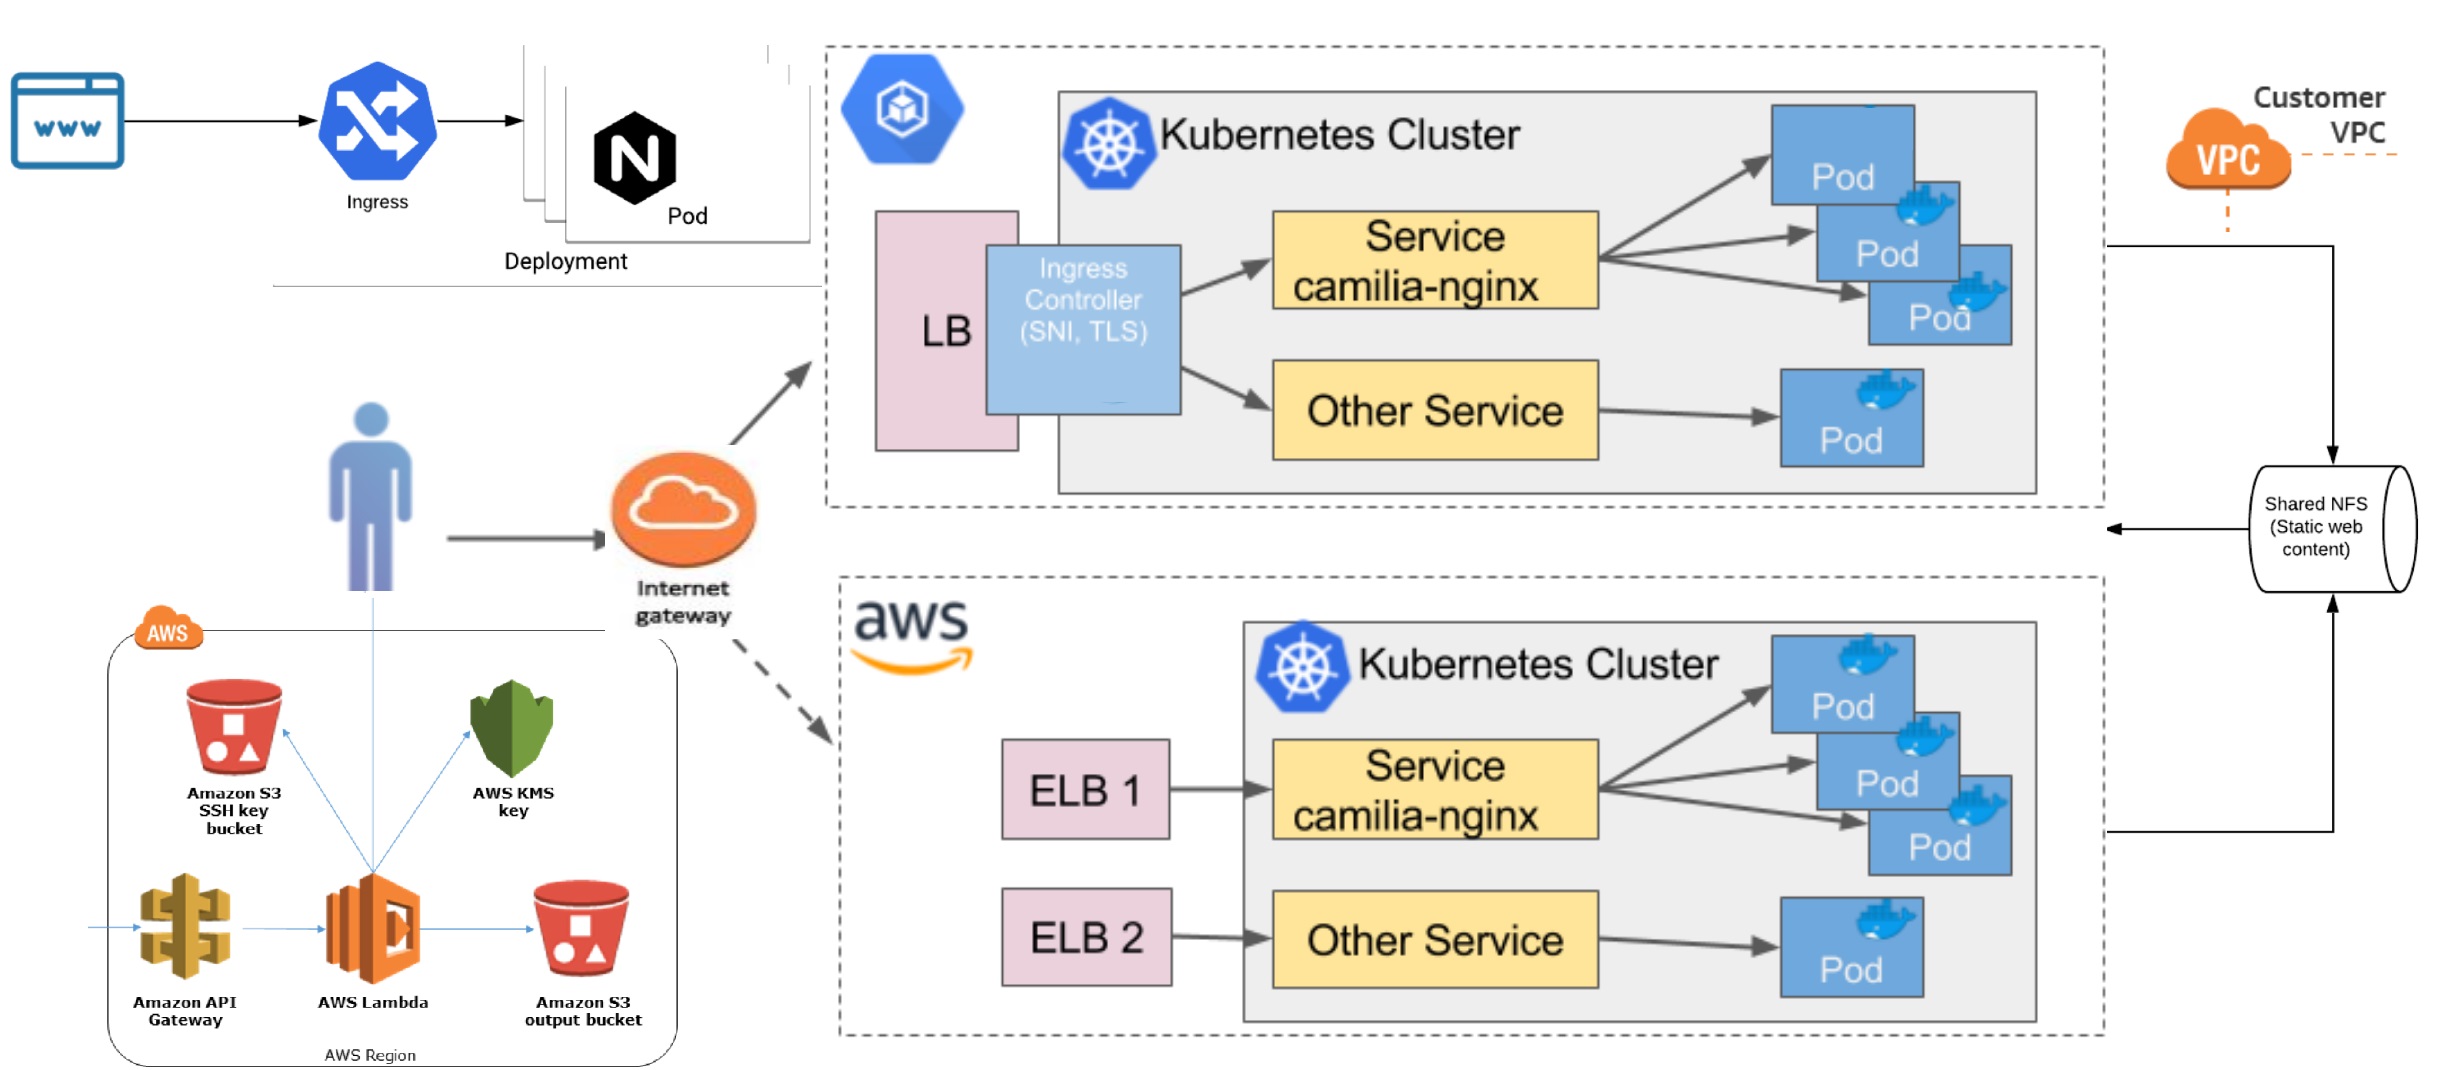 www
Ingress
N
Pod
Deployment
Kubernetes Cluster
LB
Ingress
Controller
(SNI, TLS)
Service
camilia-nginx
Other Service
Pod
Pod
Pod
Pod
Customer
VPC
VPC
Shared NFS
(Static web
content)
Internet
gateway
aws
Kubernetes Cluster
ELB 1
Service
camilia-nginx
ELB 2
Other Service
Pod
Pod
Pod
Pod
AWS
Amazon S3
SSH key
bucket
AWS KMS
key
Amazon API
Gateway
AWS Lambda
Amazon S3
output bucket
AWS Region